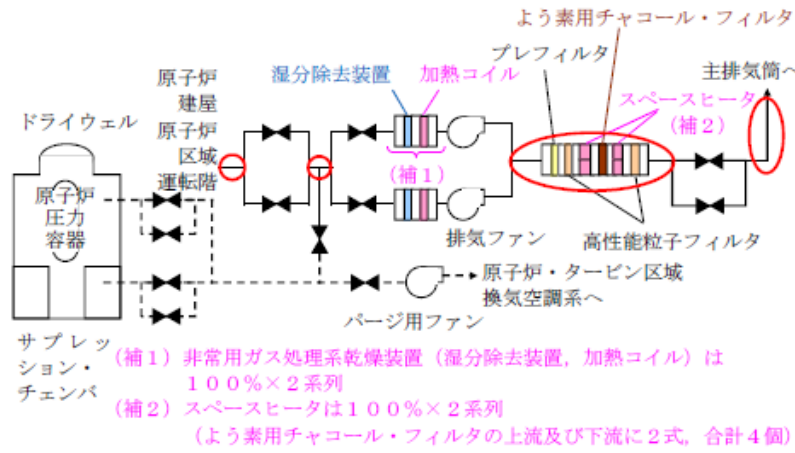 よう素用チャコール・フィルタ
プレフィルタ
主排気筒へ
原子炉
建屋
原子炉
区域
運転階
湿分除去装置
加熱コイル
スペースヒータ
(補2)
ドライウェル
原子炉
圧力
容器
(補1)
排気ファン
高性能粒子フィルタ
原子炉・タービン区域
換気空調系へ
パージ用ファン
サプレッ
ション・
チェンバ
(補1)非常用ガス処理系乾燥装置(湿分除去装置,加熱コイル)は
100%×2系列
(補2)スペースヒータは100%×2系列
(よう素用チャコール・フィルタの上流及び下流に2式,合計4個)